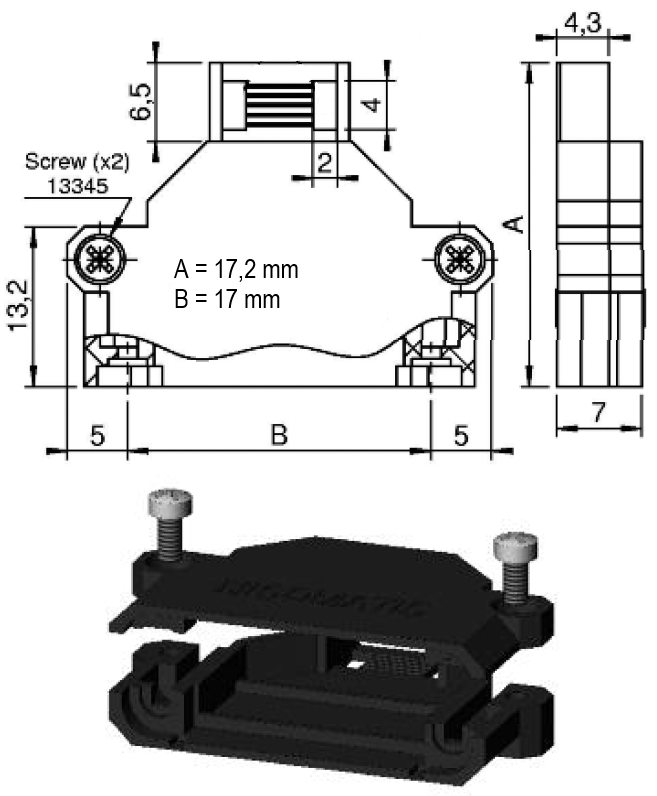 4,3
6,5
4
2
Screw (x2)
13345
A
A = 17,2 mm
B = 17 mm
13,2
5
B
5
7
NICOMATIC